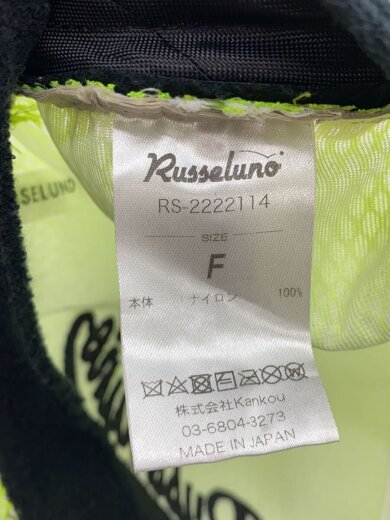 Russeluno
RS-2222114
SIZE
F
本体 ナイロン 100%
株式会社Kankou
03-6804-3273
MADE IN JAPAN
RUSSELUNO